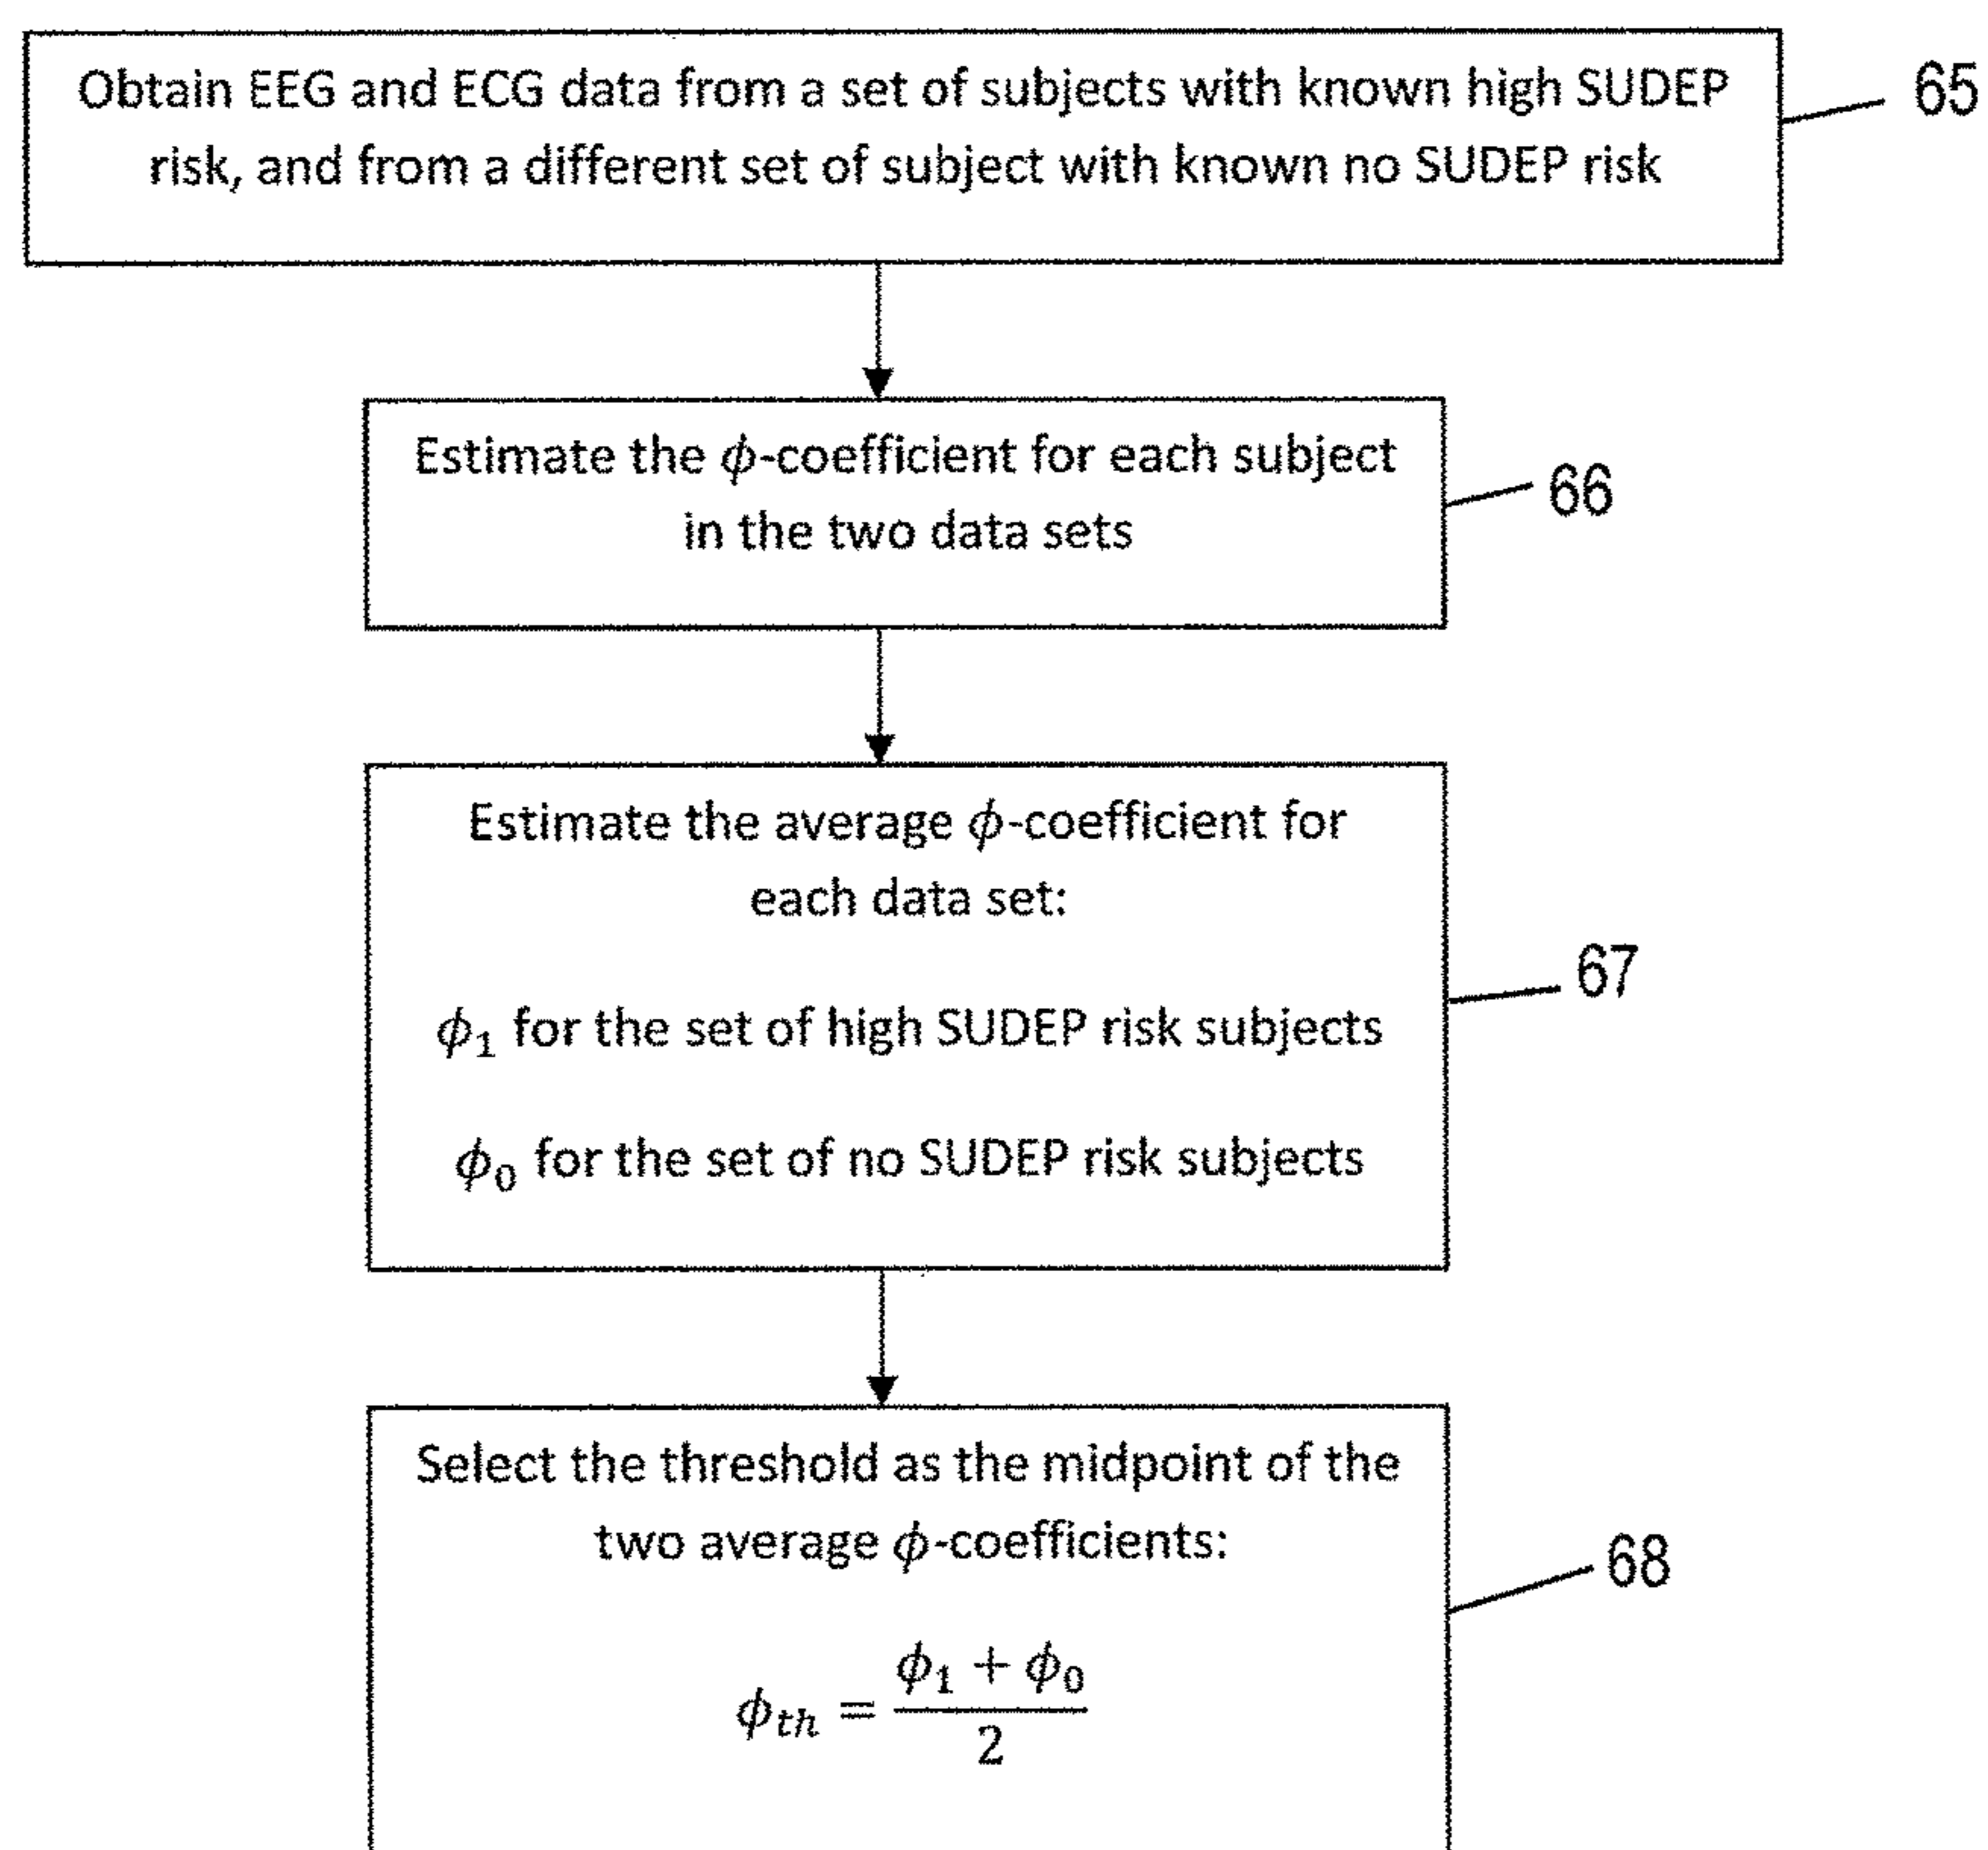 Obtain EEG and ECG data from a set of subjects with known high SUDEP
risk, and from a different set of subject with known no SUDEP risk
65
Estimate the ϕ-coefficient for each subject
in the two data sets
66
Estimate the average ϕ-coefficient for
each data set:
ϕ₁ for the set of high SUDEP risk subjects
ϕ₀ for the set of no SUDEP risk subjects
67
Select the threshold as the midpoint of the
two average ϕ-coefficients:
ϕ_th = (ϕ₁ + ϕ₀) / 2
68